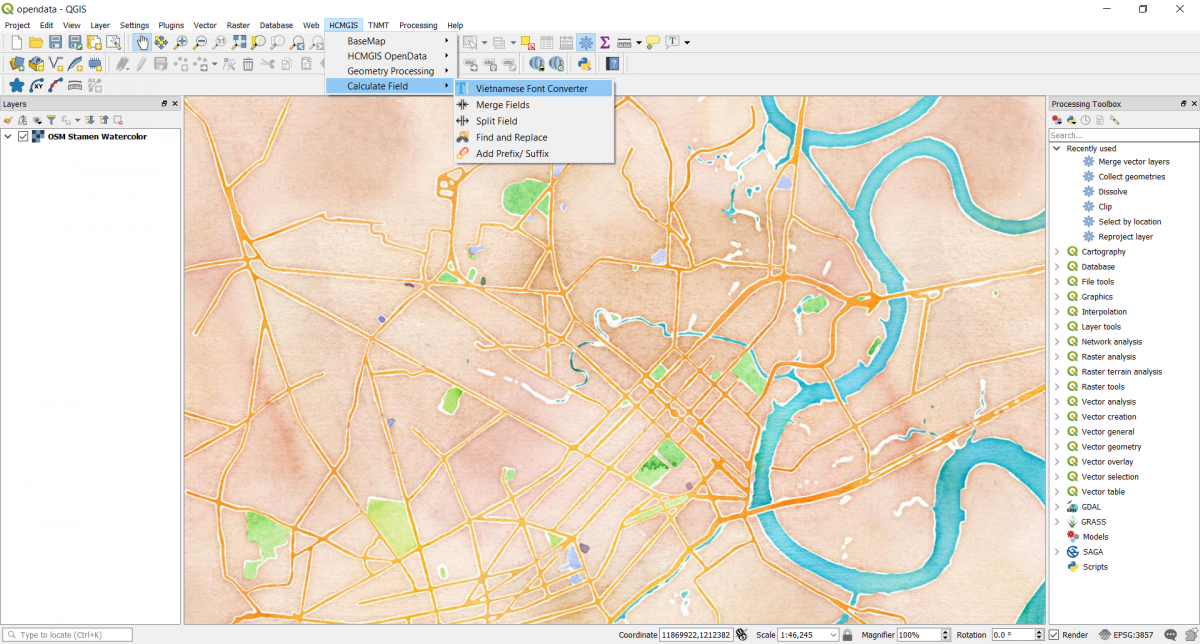 opendata - QGIS
Project Edit View Layer Settings Plugins Vector Raster Database Web HCMGIS TNMT Processing Help
BaseMap
HCMGIS OpenData
Geometry Processing
Calculate Field
Vietnamese Font Converter
Merge Fields
Split Field
Find and Replace
Add Prefix/ Suffix
Layers
OSM Stamen Watercolor
Processing Toolbox
Search...
Recently used
Merge vector layers
Collect geometries
Dissolve
Clip
Select by location
Reproject layer
Cartography
Database
File tools
Graphics
Interpolation
Layer tools
Network analysis
Raster analysis
Raster terrain analysis
Raster tools
Vector analysis
Vector creation
Vector general
Vector geometry
Vector overlay
Vector selection
Vector table
GDAL
GRASS
Models
SAGA
Scripts
Type to locate (Ctrl+K)
Coordinate 11869922,1212382 Scale 1:46,245 Magnifier 100% Rotation 0.0 ° Render EPSG:3857